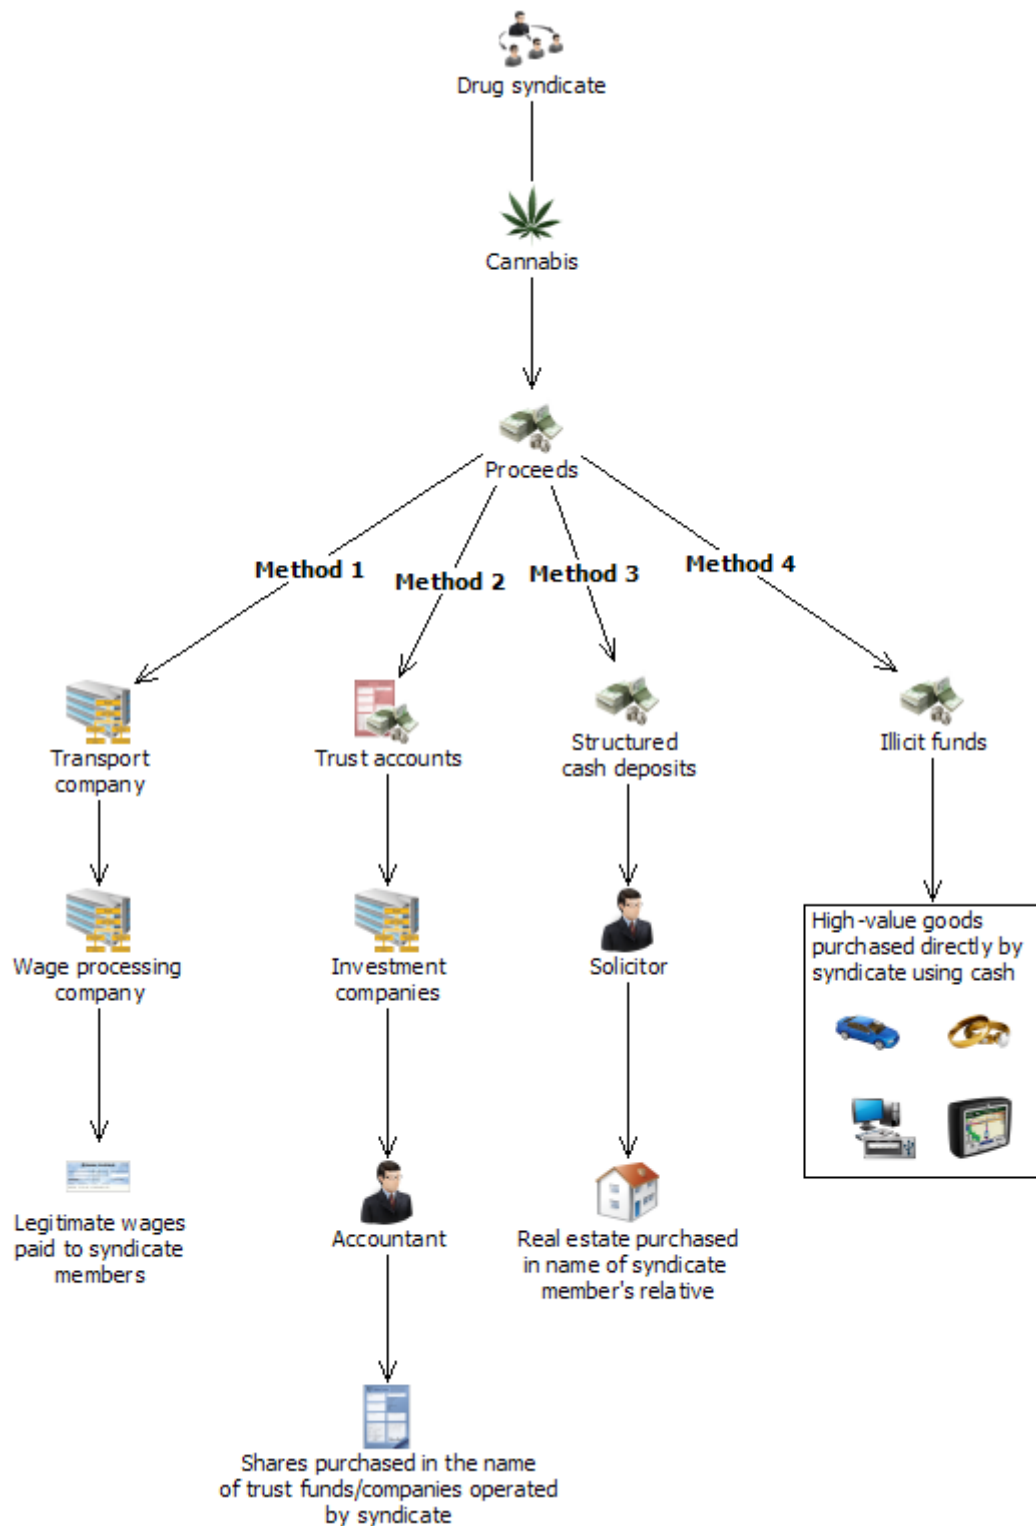 Drug syndicate
Cannabis
Proceeds
Method 1
Method 2
Method 3
Method 4
Transport
company
Trust accounts
Structured
cash deposits
Illicit funds
Wage processing
company
Investment
companies
Solicitor
High-value goods
purchased directly by
syndicate using cash
Legitimate wages
paid to syndicate
members
Accountant
Real estate purchased
in name of syndicate
member's relative
Shares purchased in the name
of trust funds/companies operated
by syndicate